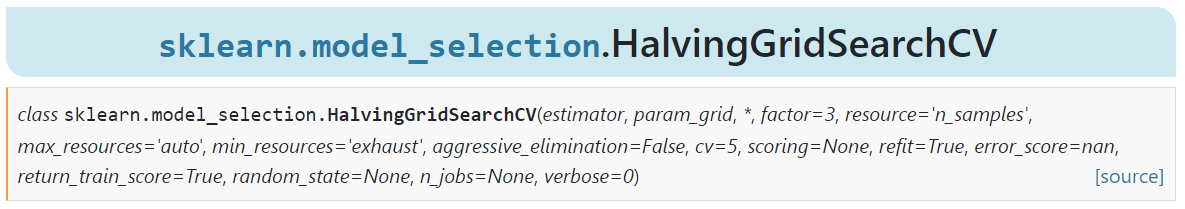 sklearn.model_selection.HalvingGridSearchCV
class sklearn.model_selection.HalvingGridSearchCV(estimator, param_grid, *, factor=3, resource='n_samples',
max_resources='auto', min_resources='exhaust', aggressive_elimination=False, cv=5, scoring=None, refit=True, error_score=nan,
return_train_score=True, random_state=None, n_jobs=None, verbose=0) [source]